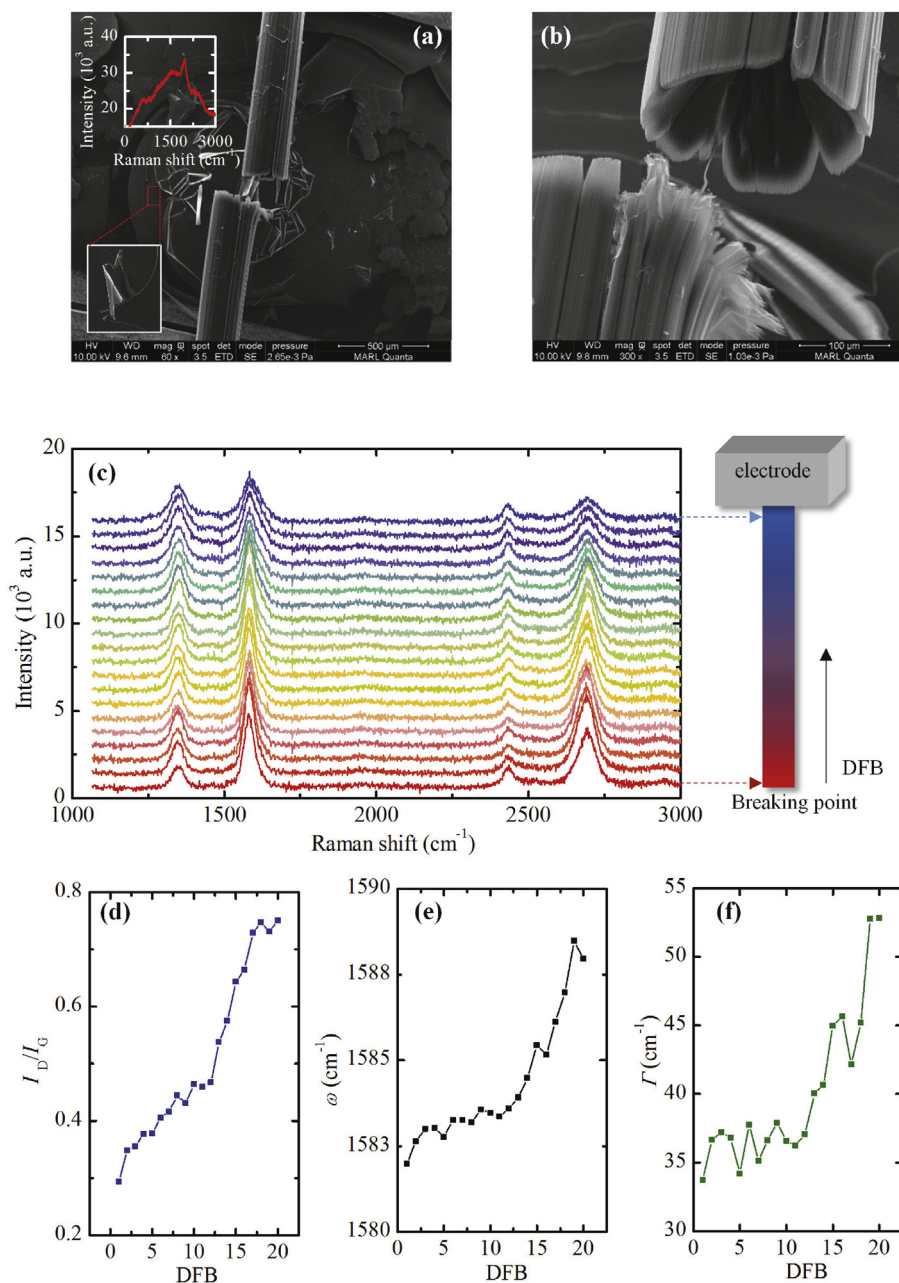 (a)
Intensity (10³ a.u.)
40
30
20
0 1500 3000
Raman shift (cm⁻¹)
HV WD mag spot det mode pressure
10.00 kV 9.6 mm 60 x 3.5 ETD SE 2.65e-3 Pa
500 µm
MARL Quanta
(b)
HV WD mag spot det mode pressure
10.00 kV 9.8 mm 300 x 3.5 ETD SE 1.03e-3 Pa
100 µm
MARL Quanta
(c)
Intensity (10³ a.u.)
20
15
10
5
0
1000 1500 2000 2500 3000
Raman shift (cm⁻¹)
electrode
DFB
Breaking point
(d)
I_D/I_G
0.8
0.6
0.4
0.2
0 5 10 15 20
DFB
(e)
ω (cm⁻¹)
1590
1588
1585
1583
1580
0 5 10 15 20
DFB
(f)
Γ (cm⁻¹)
55
50
45
40
35
30
0 5 10 15 20
DFB